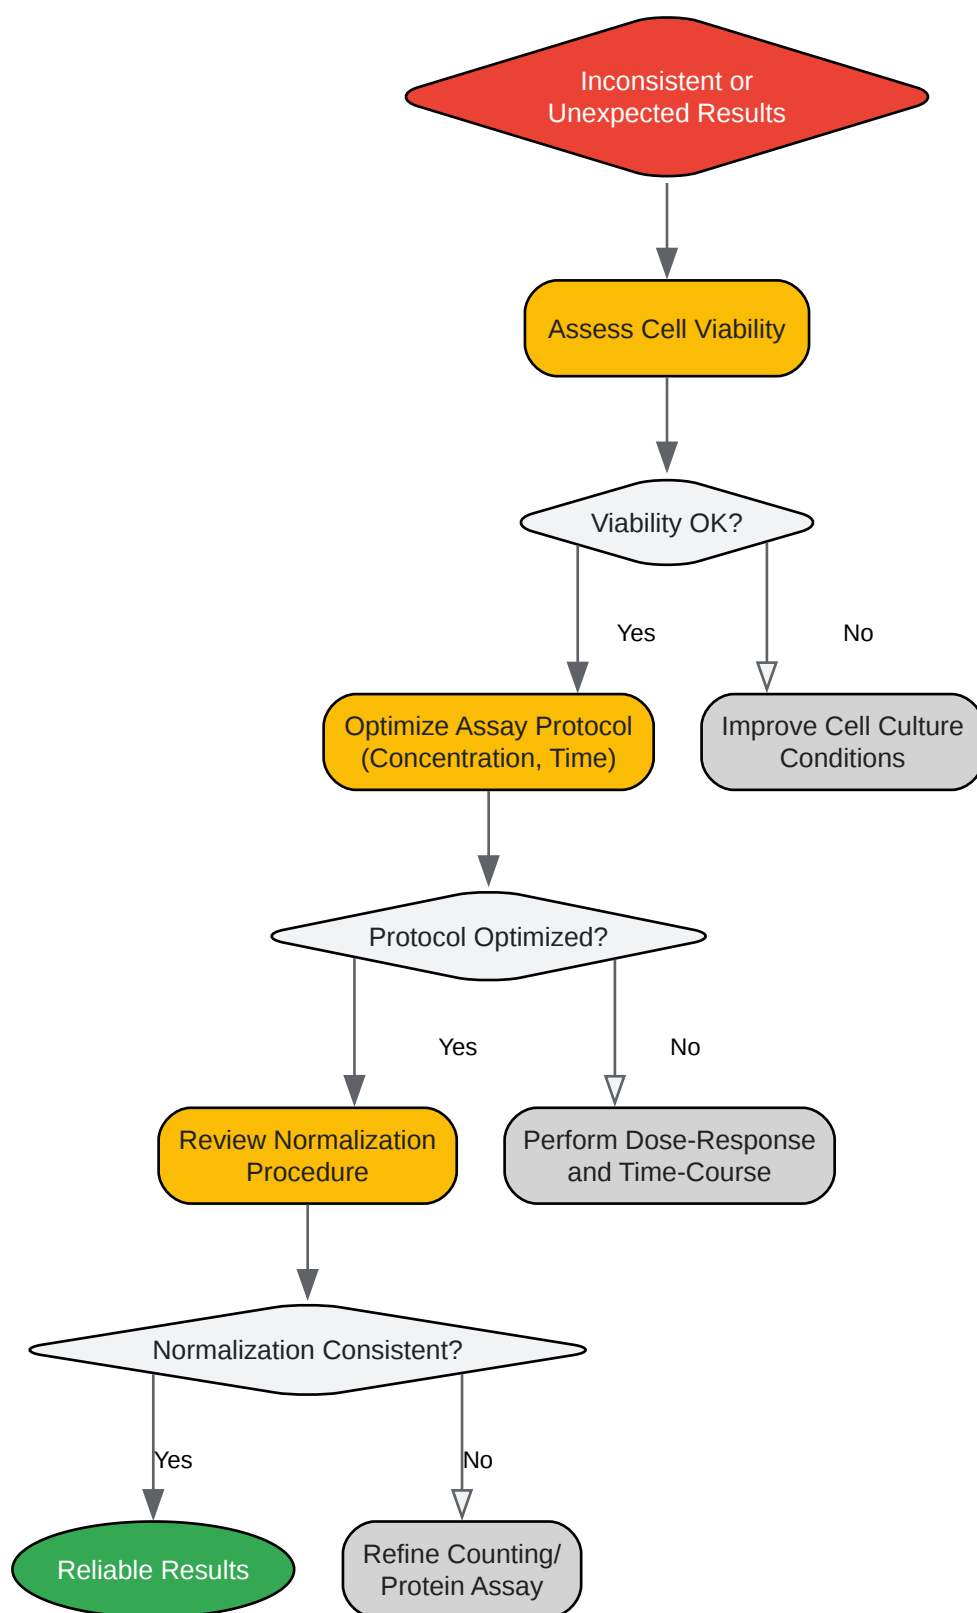 Inconsistent or
Unexpected Results
Assess Cell Viability
Viability OK?
Yes
No
Optimize Assay Protocol
(Concentration, Time)
Improve Cell Culture
Conditions
Protocol Optimized?
Yes
No
Review Normalization
Procedure
Perform Dose-Response
and Time-Course
Normalization Consistent?
Yes
No
Reliable Results
Refine Counting/
Protein Assay